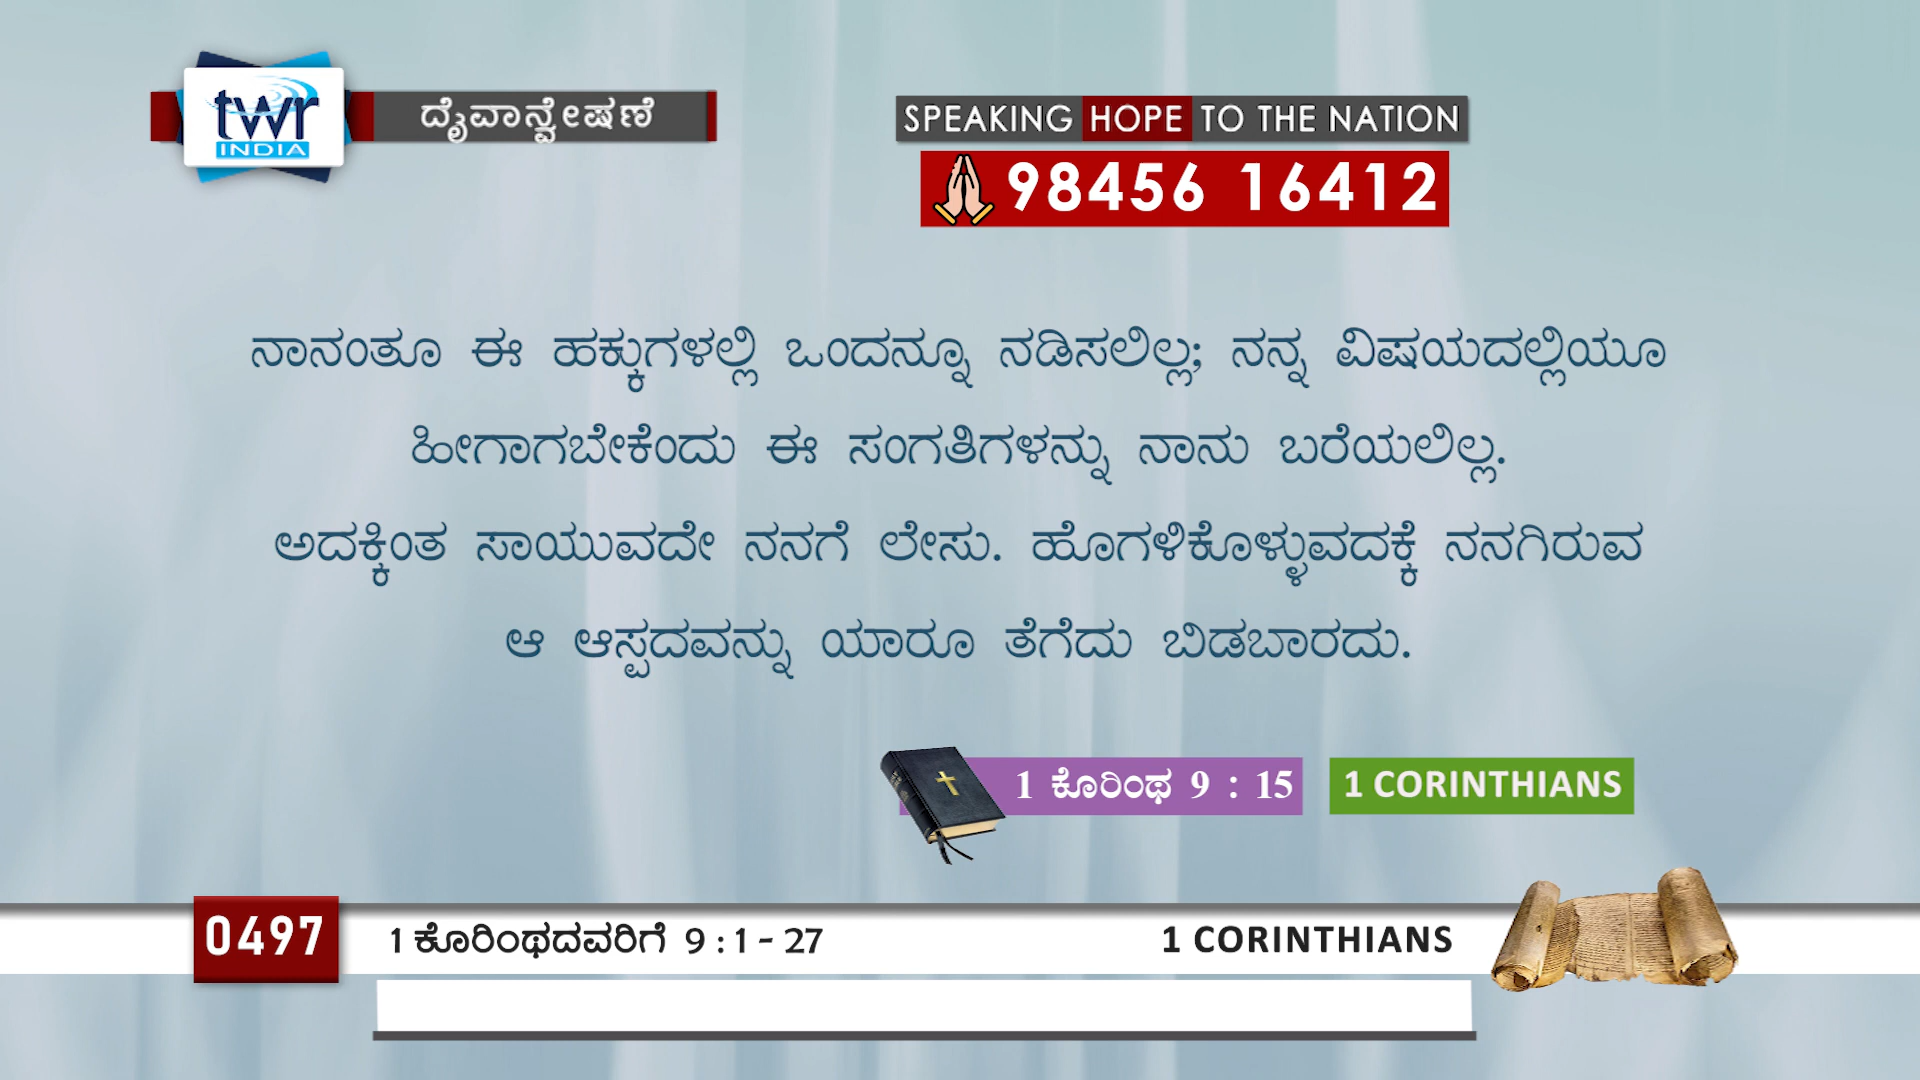 twr
INDIA
ದೈವಾನ್ವೇಷಣೆ
SPEAKING HOPE TO THE NATION
98456 16412
ನಾನಂತೂ ಈ ಹಕ್ಕುಗಳಲ್ಲಿ ಒಂದನ್ನೂ ನಡಿಸಲಿಲ್ಲ; ನನ್ನ ವಿಷಯದಲ್ಲಿಯೂ
ಹೀಗಾಗಬೇಕೆಂದು ಈ ಸಂಗತಿಗಳನ್ನು ನಾನು ಬರೆಯಲಿಲ್ಲ.
ಅದಕ್ಕಿಂತ ಸಾಯುವದೇ ನನಗೆ ಲೇಸು. ಹೊಗಳಿಕೊಳ್ಳುವದಕ್ಕೆ ನನಗಿರುವ
ಆ ಆಸ್ಪದವನ್ನು ಯಾರೂ ತೆಗೆದು ಬಿಡಬಾರದು.
1 ಕೊರಿಂಥ 9 : 15
1 CORINTHIANS
0497
1 ಕೊರಿಂಥದವರಿಗೆ 9 : 1 - 27
1 CORINTHIANS